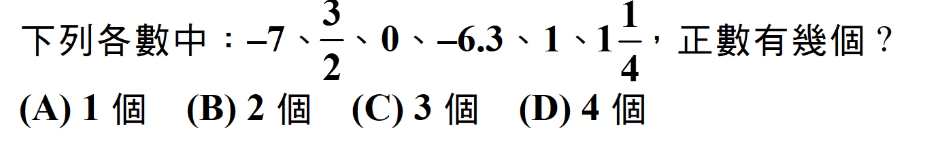 下列各數中：–7、3/2、0、–6.3、1、1 1/4，正數有幾個？
(A) 1 個 (B) 2 個 (C) 3 個 (D) 4 個